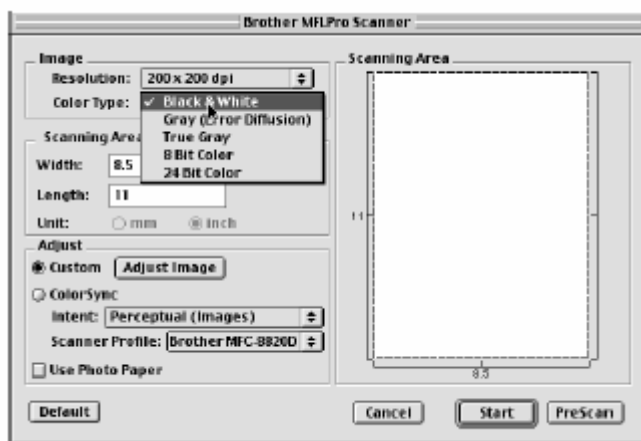 Brother MFLPro Scanner
Image
Resolution: 200 x 200 dpi
Color Type: ✓ Black & White
Gray (Error Diffusion)
True Gray
8 Bit Color
24 Bit Color
Scanning Area
Width: 8.5
Length: 11
Unit: mm inch
Adjust
Custom Adjust Image
ColorSync
Intent: Perceptual (Images)
Scanner Profile: Brother MFC-8820D
Use Photo Paper
Default
Scanning Area
11
8.5
Cancel Start PreScan